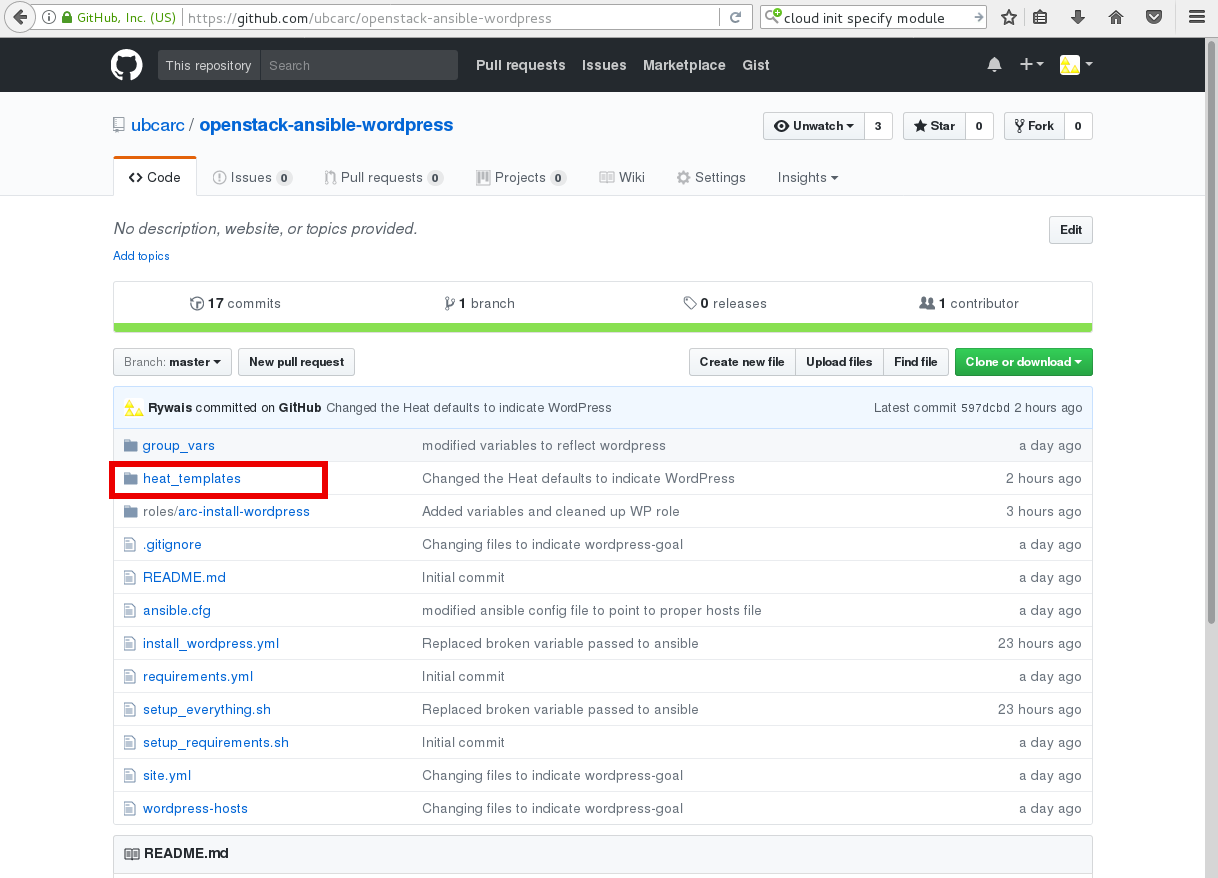 GitHub, Inc. (US) https://github.com/ubcarc/openstack-ansible-wordpress cloud init specify module
This repository Search Pull requests Issues Marketplace Gist
ubcarc / openstack-ansible-wordpress Unwatch 3 Star 0 Fork 0
Code Issues 0 Pull requests 0 Projects 0 Wiki Settings Insights
No description, website, or topics provided. Edit
Add topics
17 commits 1 branch 0 releases 1 contributor
Branch: master New pull request Create new file Upload files Find file Clone or download
Rywais committed on GitHub Changed the Heat defaults to indicate WordPress Latest commit 597dcbd 2 hours ago
group_vars modified variables to reflect wordpress a day ago
heat_templates Changed the Heat defaults to indicate WordPress 2 hours ago
roles/arc-install-wordpress Added variables and cleaned up WP role 3 hours ago
.gitignore Changing files to indicate wordpress-goal a day ago
README.md Initial commit a day ago
ansible.cfg modified ansible config file to point to proper hosts file a day ago
install_wordpress.yml Replaced broken variable passed to ansible 23 hours ago
requirements.yml Initial commit a day ago
setup_everything.sh Replaced broken variable passed to ansible 23 hours ago
setup_requirements.sh Initial commit a day ago
site.yml Changing files to indicate wordpress-goal a day ago
wordpress-hosts Changing files to indicate wordpress-goal a day ago
README.md